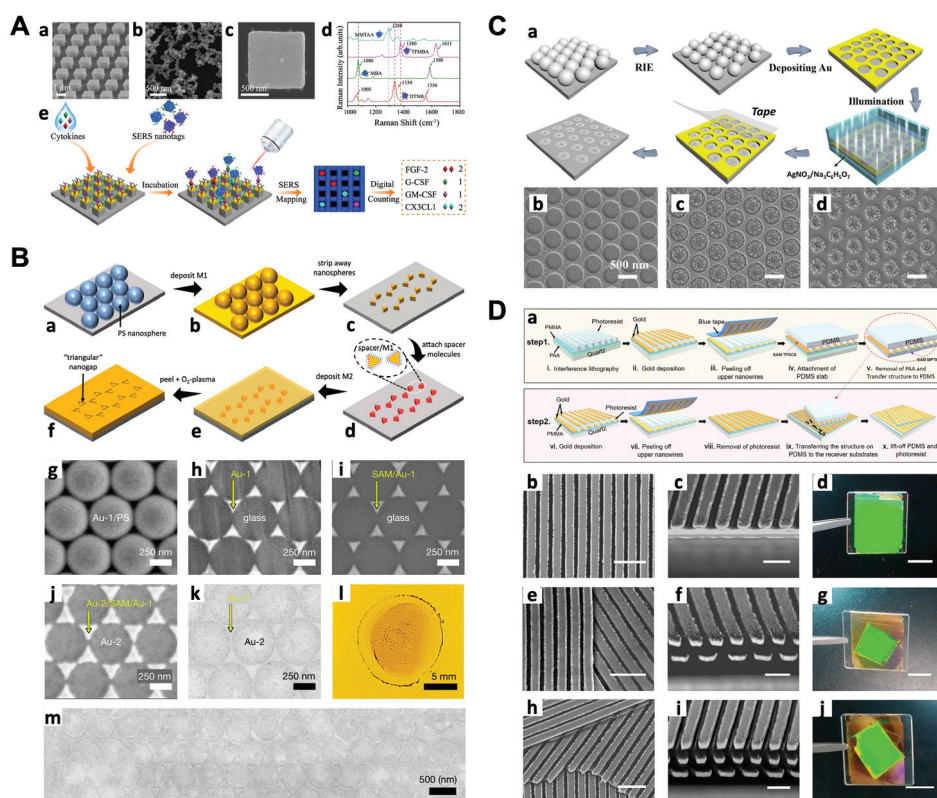 A
a
b
c
d
μm
500 nm
500 nm
Raman Intensity (arb.units)
MMTAA
1288
1380
TFMBA
1631
1080
MBA
1580
1060
1330
DTNB
1556
1000
1200
1400
1600
1800
Raman Shift (cm⁻¹)
e
Cytokines
SERS nanotags
Incubation
SERS
Mapping
Digital
Counting
FGF-2
2
G-CSF
1
GM-CSF
1
CX3CL1
2
B
deposit M1
strip away
nanospheres
PS nanosphere
a
b
c
attach spacer
molecules
spacer/M1
"triangular"
nanogap
peel + O₂-plasma
deposit M2
f
e
d
g
Au-1/PS
250 nm
h
Au-1
glass
250 nm
i
SAM/Au-1
glass
250 nm
j
Au-2/SAM/Au-1
Au-2
250 nm
k
Au-2
250 nm
l
5 mm
m
500 (nm)
C
a
RIE
Depositing Au
Illumination
Tape
AgNO₃/Na₃C₆H₅O₇
b
500 nm
c
d
D
a
step1.
PMMA
Photoresist
PAA
Quartz
i. Interference lithography
Gold
ii. Gold deposition
Blue tape
iii. Peeling off
upper nanowires
PDMS
iv. Attachment of
PDMS slab
PDMS
v. Removal of PAA and
Transfer structure to PDMS
step2.
Gold
Photoresist
PMMA
Quartz
vi. Gold deposition
vii. Peeling off
upper nanowires
viii. Removal of photoresist
ix. Transferring the structure on
PDMS to the receiver substrates
x. lift-off PDMS and
photoresist
b
c
d
e
f
g
h
i
j